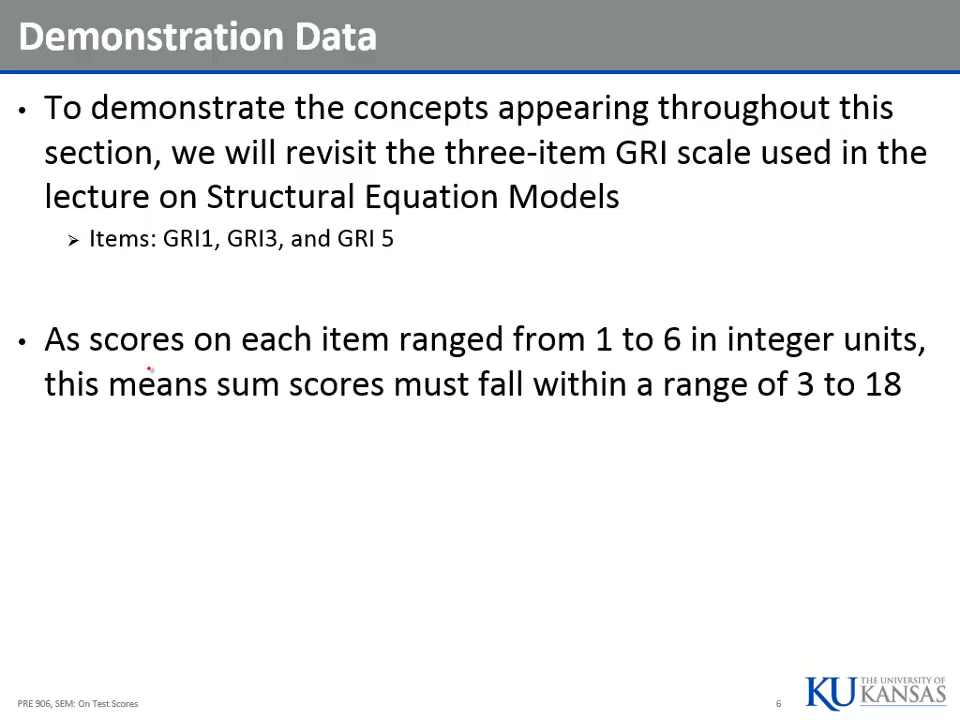 Demonstration Data
• To demonstrate the concepts appearing throughout this
section, we will revisit the three-item GRI scale used in the
lecture on Structural Equation Models
➢ Items: GRI1, GRI3, and GRI 5
• As scores on each item ranged from 1 to 6 in integer units,
this means sum scores must fall within a range of 3 to 18
PRE 906, SEM: On Test Scores
6
KU THE UNIVERSITY OF
KANSAS